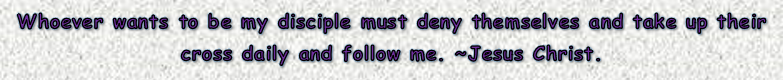 Whoever wants to be my disciple must deny themselves and take up their
cross daily and follow me. ~Jesus Christ.